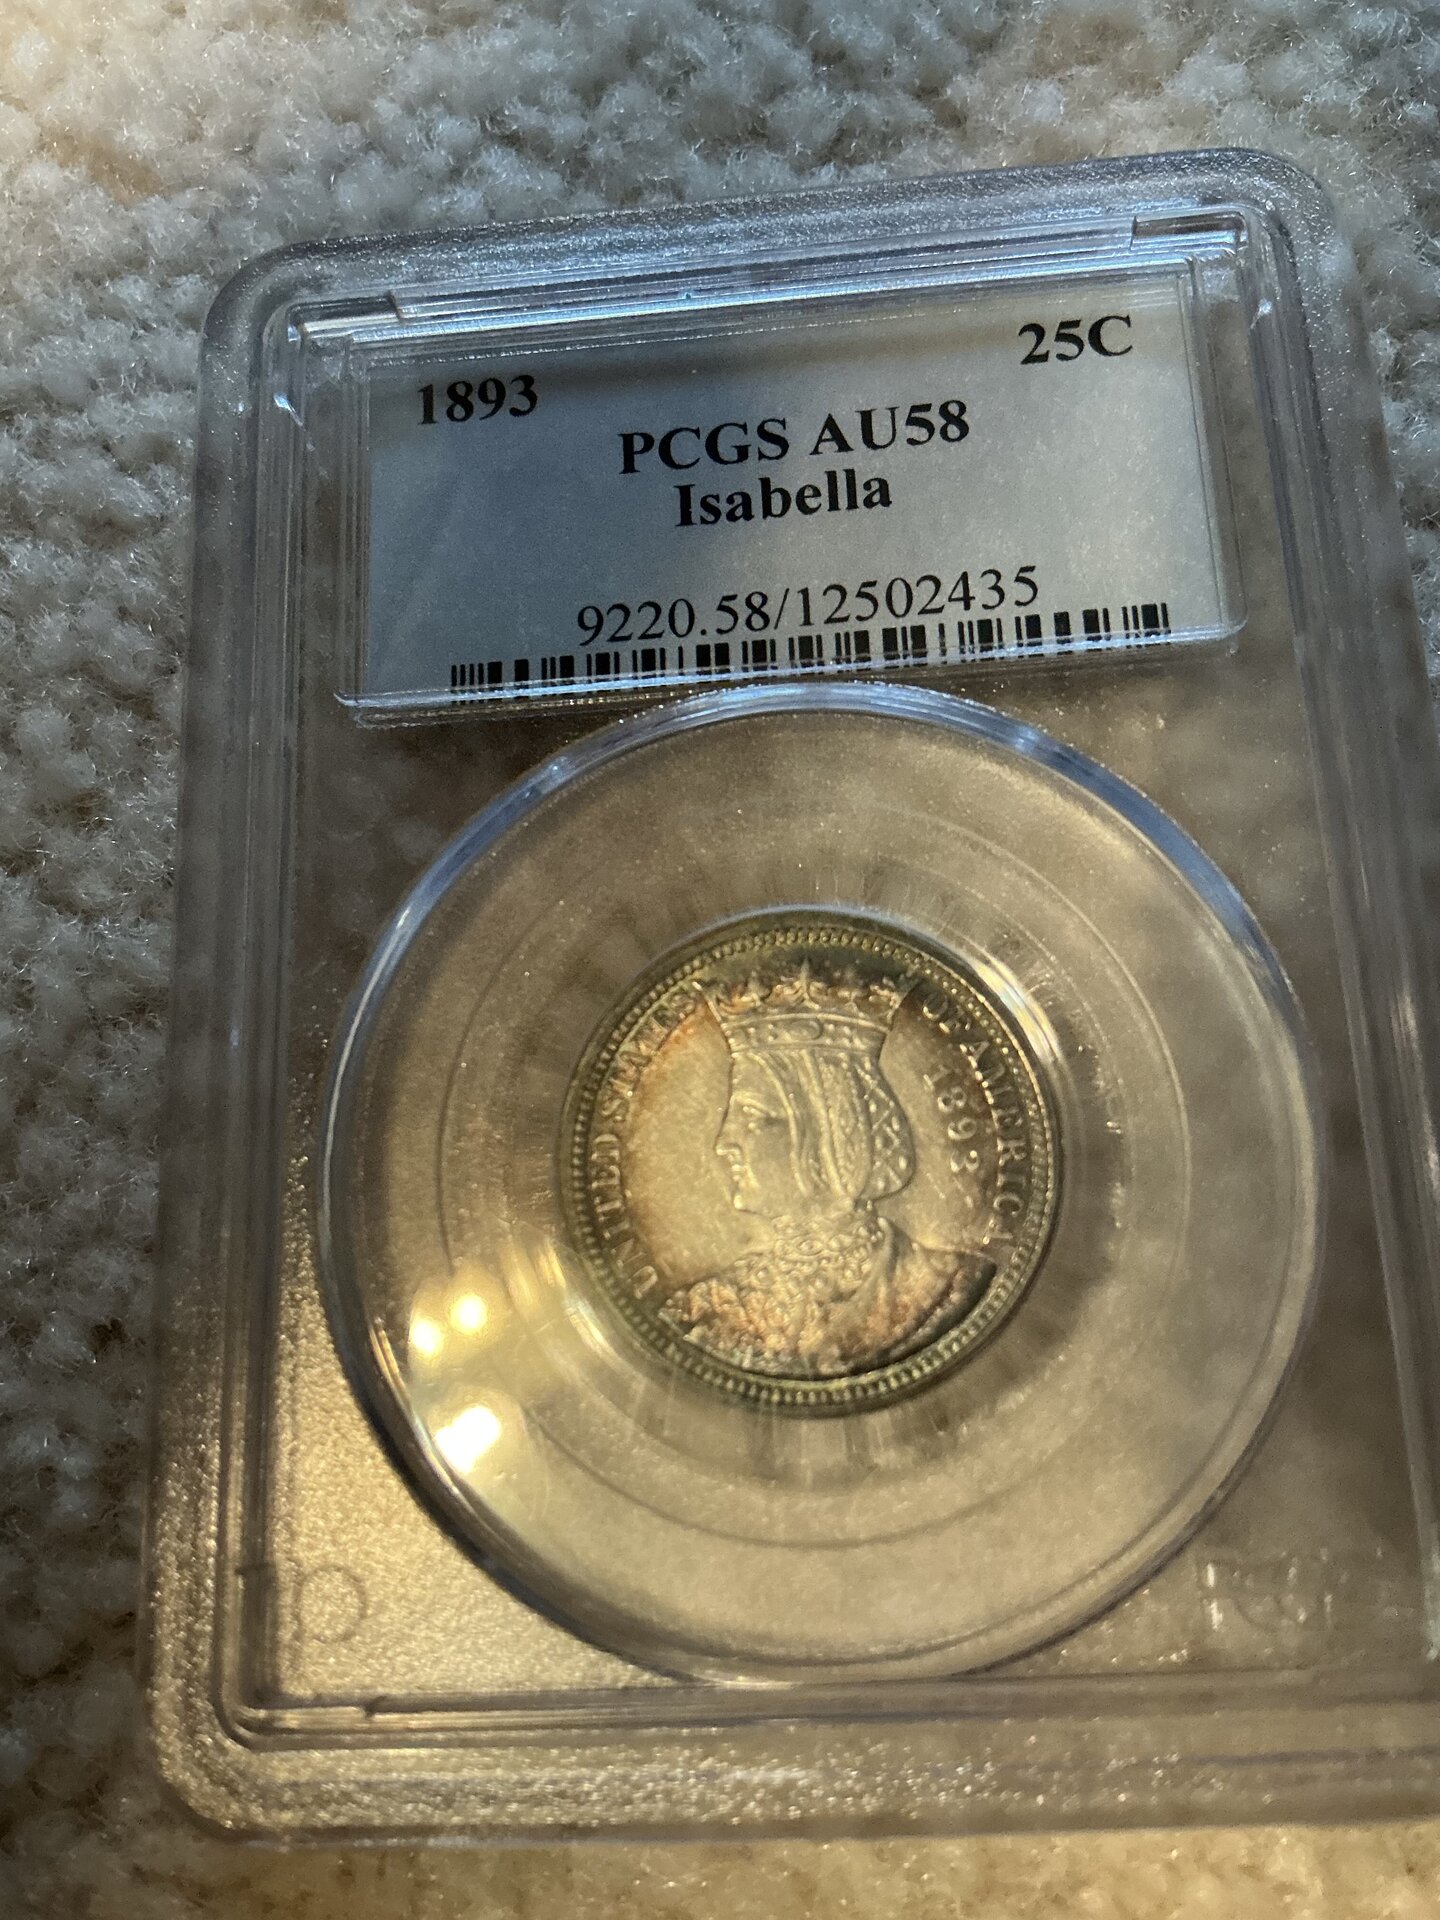 1893 25C
PCGS AU58
Isabella
9220.58/12502435
UNITED STATES OF AMERICA
1893